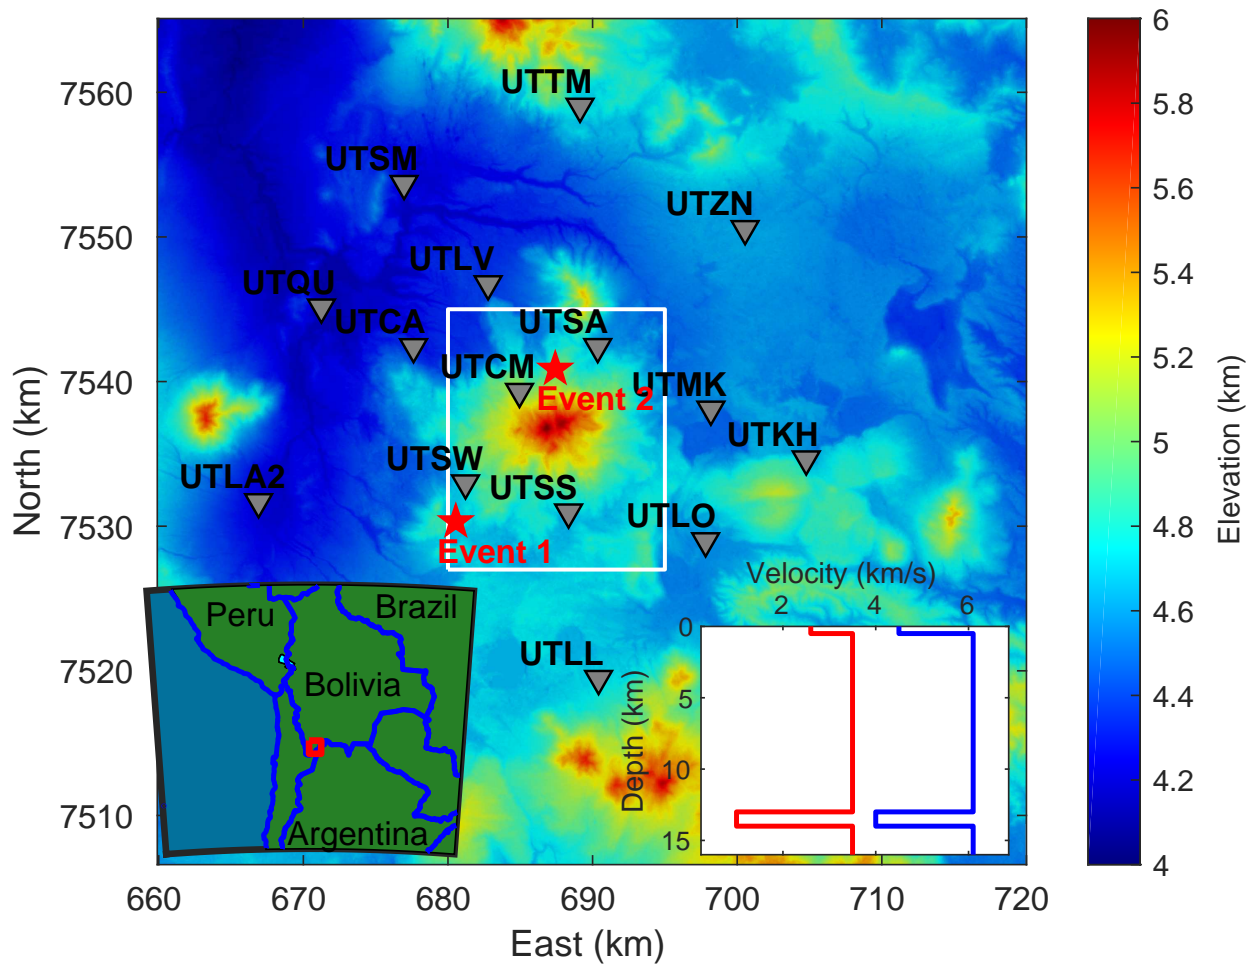 6
UTTM
7560
5.8
UTSM
5.6
UTZN
7550
5.4
UTLV
UTQU
UTCA
UTSA
5.2
UTCM
7540
UTMK
Event 2
5
UTKH
UTSW
UTLA2
UTSS
4.8
7530
UTLO
Event 1
North (km)
Elevation (km)
Velocity (km/s)
2
4
6
4.6
Peru
Brazil
0
UTLL
7520
Bolivia
5
4.4
Depth (km)
10
4.2
7510
Argentina
15
4
660
670
680
690
700
710
720
East (km)